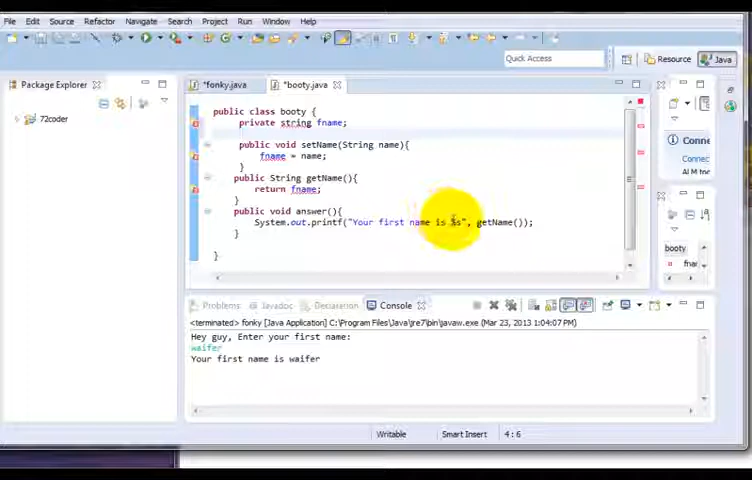 File Edit Source Refactor Navigate Search Project Run Window Help
Quick Access
Resource
Java
Package Explorer
*fonky.java
*booty.java
72coder
public class booty {
private string fname;
public void setName(String name){
fname = name;
}
public String getName(){
return fname;
}
public void answer(){
System.out.printf("Your first name is %s", getName());
}
}
Conne
Connec
ALM t
booty
fnar
Problems
Javadoc
Declaration
Console
<terminated> fonky [Java Application] C:\Program Files\Java\jre7\bin\javaw.exe (Mar 23, 2013 1:04:07 PM)
Hey guy, Enter your first name:
waifer
Your first name is waifer
Writable
Smart Insert
4 : 6